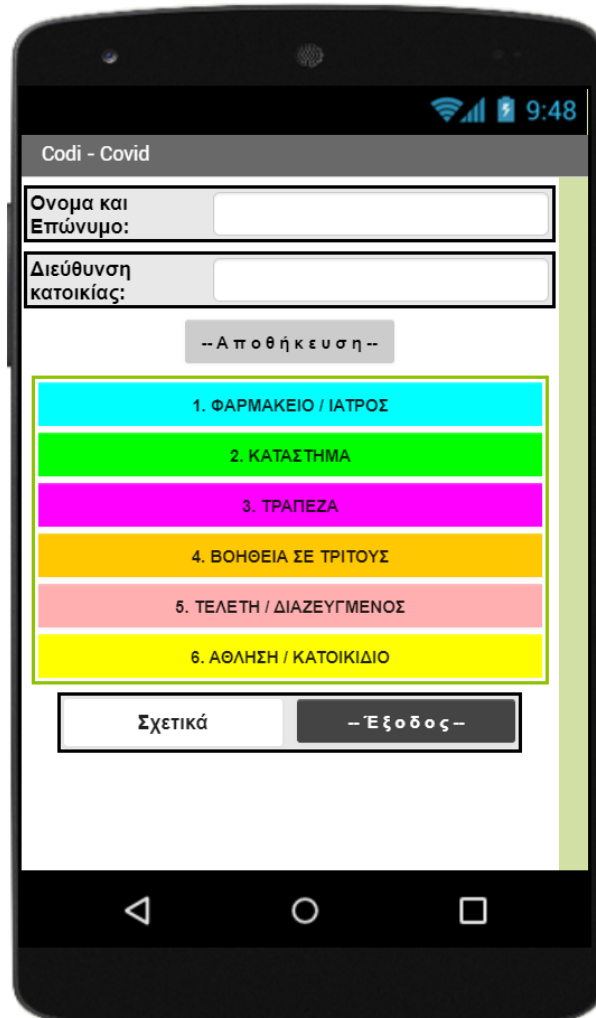 9:48
Codi - Covid
Ονομα και
Επώνυμο:
Διεύθυνση
κατοικίας:
-- Α π ο θ ή κ ε υ σ η --
1. ΦΑΡΜΑΚΕΙΟ / ΙΑΤΡΟΣ
2. ΚΑΤΑΣΤΗΜΑ
3. ΤΡΑΠΕΖΑ
4. ΒΟΗΘΕΙΑ ΣΕ ΤΡΙΤΟΥΣ
5. ΤΕΛΕΤΗ / ΔΙΑΖΕΥΓΜΕΝΟΣ
6. ΑΘΛΗΣΗ / ΚΑΤΟΙΚΙΔΙΟ
Σχετικά
-- Έ ξ ο δ ο ς --